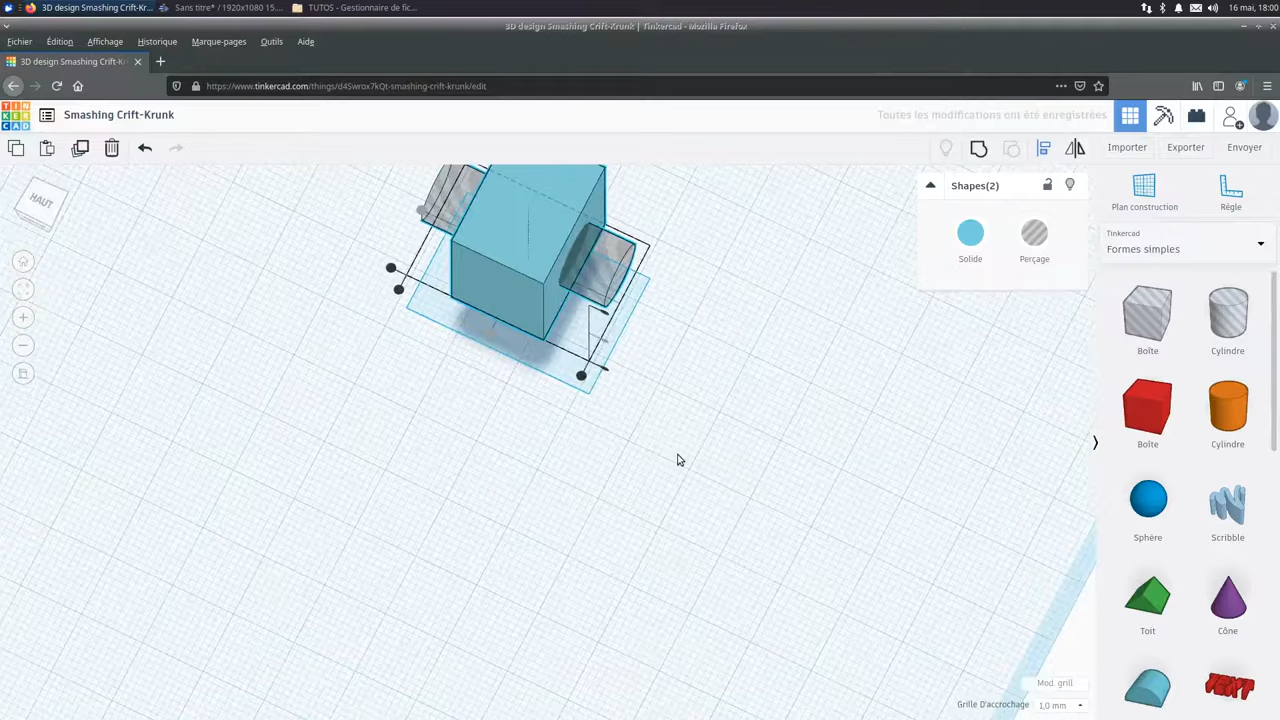 3D design Smashing Crift-Kr...
Sans titre* / 1920x1080 15....
TUTOS - Gestionnaire de fic...
16 mai, 18:00
3D design Smashing Crift-Krunk | Tinkercad - Mozilla Firefox
Fichier Édition Affichage Historique Marque-pages Outils Aide
3D design Smashing Crift-Kr
https://www.tinkercad.com/things/d4Swrox7kQt-smashing-crift-krunk/edit
TIN
KER
CAD
Smashing Crift-Krunk
Toutes les modifications ont été enregistrées.
Importer Exporter Envoyer
HAUT
Shapes(2)
Solide Perçage
Plan construction Règle
Tinkercad
Formes simples
Boîte Cylindre
Boîte Cylindre
Sphère Scribble
Toit Cône
TEXT
Mod. grill
Grille D'accrochage 1,0 mm